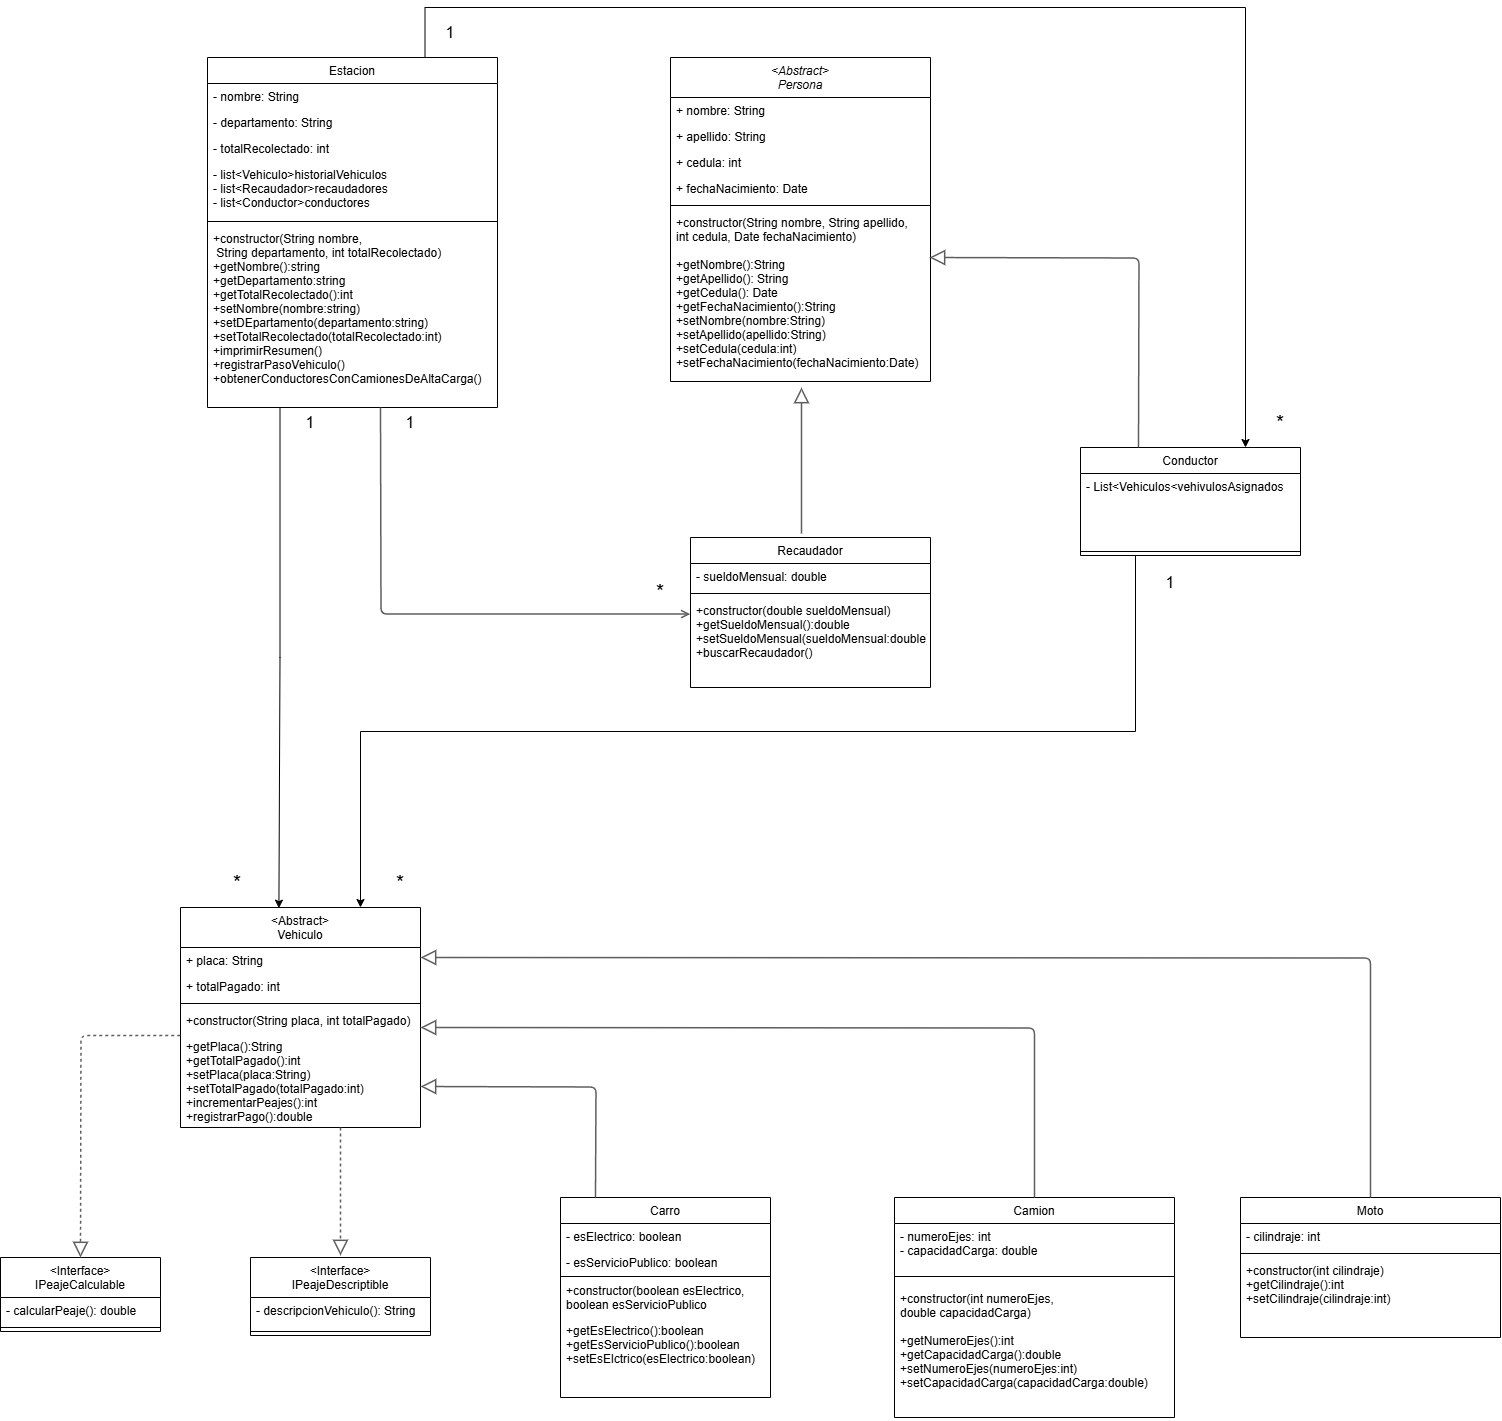 1
Estacion
- nombre: String
- departamento: String
- totalRecolectado: int
- list<Vehiculo>historialVehiculos
- list<Recaudador>recaudadores
- list<Conductor>conductores
+constructor(String nombre,
String departamento, int totalRecolectado)
+getNombre():string
+getDepartamento:string
+getTotalRecolectado():int
+setNombre(nombre:string)
+setDEpartamento(departamento:string)
+setTotalRecolectado(totalRecolectado:int)
+imprimirResumen()
+registrarPasoVehiculo()
+obtenerConductoresConCamionesDeAltaCarga()
1
1
<Abstract>
Persona
+ nombre: String
+ apellido: String
+ cedula: int
+ fechaNacimiento: Date
+constructor(String nombre, String apellido,
int cedula, Date fechaNacimiento)
+getNombre():String
+getApellido(): String
+getCedula(): Date
+getFechaNacimiento():String
+setNombre(nombre:String)
+setApellido(apellido:String)
+setCedula(cedula:int)
+setFechaNacimiento(fechaNacimiento:Date)
*
Conductor
- List<Vehiculos<vehivulosAsignados
1
*
Recaudador
- sueldoMensual: double
+constructor(double sueldoMensual)
+getSueldoMensual():double
+setSueldoMensual(sueldoMensual:double
+buscarRecaudador()
*
*
<Abstract>
Vehiculo
+ placa: String
+ totalPagado: int
+constructor(String placa, int totalPagado)
+getPlaca():String
+getTotalPagado():int
+setPlaca(placa:String)
+setTotalPagado(totalPagado:int)
+incrementarPeajes():int
+registrarPago():double
<Interface>
IPeajeCalculable
- calcularPeaje(): double
<Interface>
IPeajeDescriptible
- descripcionVehiculo(): String
Carro
- esElectrico: boolean
- esServicioPublico: boolean
+constructor(boolean esElectrico,
boolean esServicioPublico
+getEsElectrico():boolean
+getEsServicioPublico():boolean
+setEsElctrico(esElectrico:boolean)
Camion
- numeroEjes: int
- capacidadCarga: double
+constructor(int numeroEjes,
double capacidadCarga)
+getNumeroEjes():int
+getCapacidadCarga():double
+setNumeroEjes(numeroEjes:int)
+setCapacidadCarga(capacidadCarga:double)
Moto
- cilindraje: int
+constructor(int cilindraje)
+getCilindraje():int
+setCilindraje(cilindraje:int)